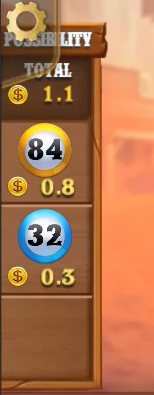 POSSIBILITY
TOTAL
$ 1.1
84
$ 0.8
32
$ 0.3